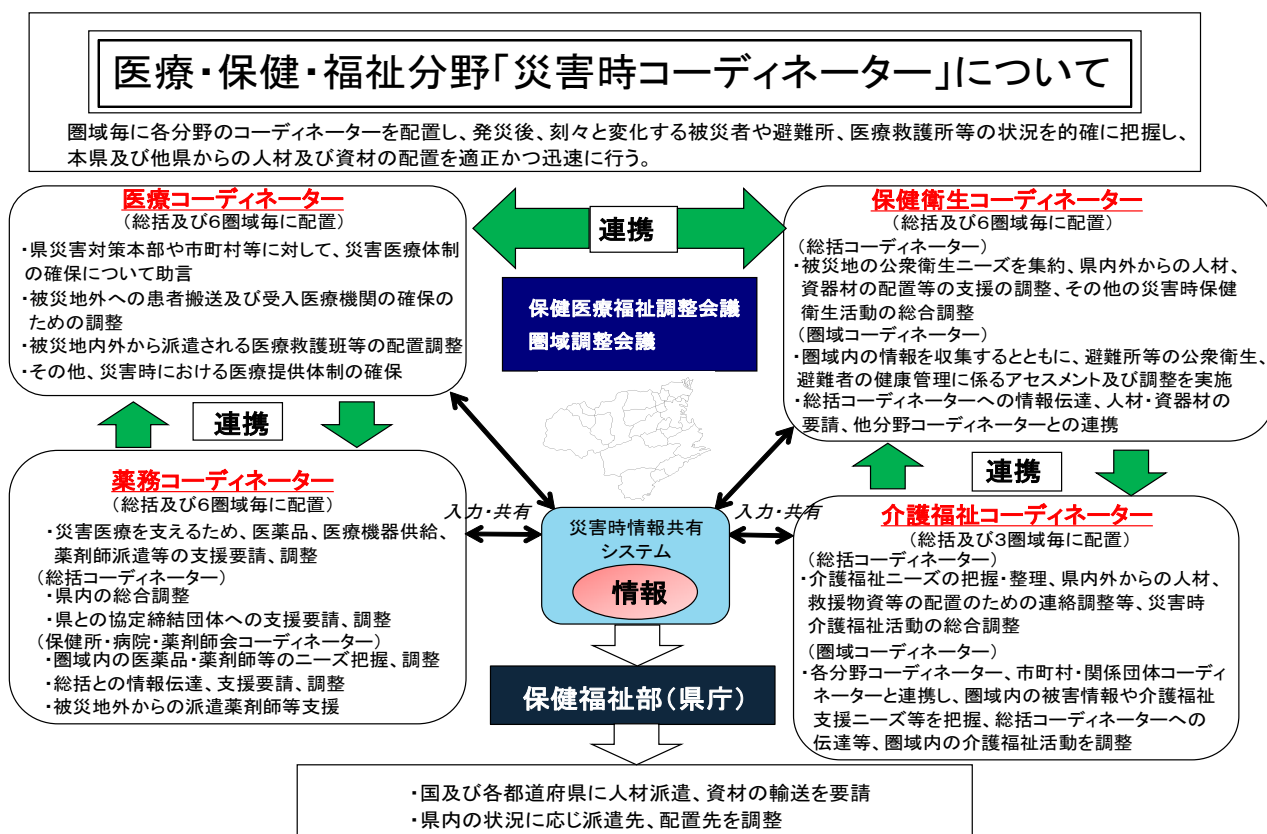 医療・保健・福祉分野「災害時コーディネーター」について
圏域毎に各分野のコーディネーターを配置し、発災後、刻々と変化する被災者や避難所、医療救護所等の状況を的確に把握し、
本県及び他県からの人材及び資材の配置を適正かつ迅速に行う。
医療コーディネーター
(総括及び6圏域毎に配置)
・県災害対策本部や市町村等に対して、災害医療体制
の確保について助言
・被災地外への患者搬送及び受入医療機関の確保の
ための調整
・被災地内外から派遣される医療救護班等の配置調整
・その他、災害時における医療提供体制の確保
連携
保健医療福祉調整会議
圏域調整会議
保健衛生コーディネーター
(総括及び6圏域毎に配置)
(総括コーディネーター)
・被災地の公衆衛生ニーズを集約、県内外からの人材、
資器材の配置等の支援の調整、その他の災害時保健
衛生活動の総合調整
(圏域コーディネーター)
・圏域内の情報を収集するとともに、避難所等の公衆衛生、
避難者の健康管理に係るアセスメント及び調整を実施
・総括コーディネーターへの情報伝達、人材・資器材の
要請、他分野コーディネーターとの連携
連携
連携
薬務コーディネーター
(総括及び6圏域毎に配置)
・災害医療を支えるため、医薬品、医療機器供給、
薬剤師派遣等の支援要請、調整
(総括コーディネーター)
・県内の総合調整
・県との協定締結団体への支援要請、調整
(保健所・病院・薬剤師会コーディネーター)
・圏域内の医薬品・薬剤師等のニーズ把握、調整
・総括との情報伝達、支援要請、調整
・被災地外からの派遣薬剤師等支援
入力・共有
災害時情報共有
システム
情報
入力・共有
介護福祉コーディネーター
(総括及び3圏域毎に配置)
(総括コーディネーター)
・介護福祉ニーズの把握・整理、県内外からの人材、
救援物資等の配置のための連絡調整等、災害時
介護福祉活動の総合調整
(圏域コーディネーター)
・各分野コーディネーター、市町村・関係団体コーディ
ネーターと連携し、圏域内の被害情報や介護福祉
支援ニーズ等を把握、総括コーディネーターへの
伝達等、圏域内の介護福祉活動を調整
保健福祉部(県庁)
・国及び各都道府県に人材派遣、資材の輸送を要請
・県内の状況に応じ派遣先、配置先を調整